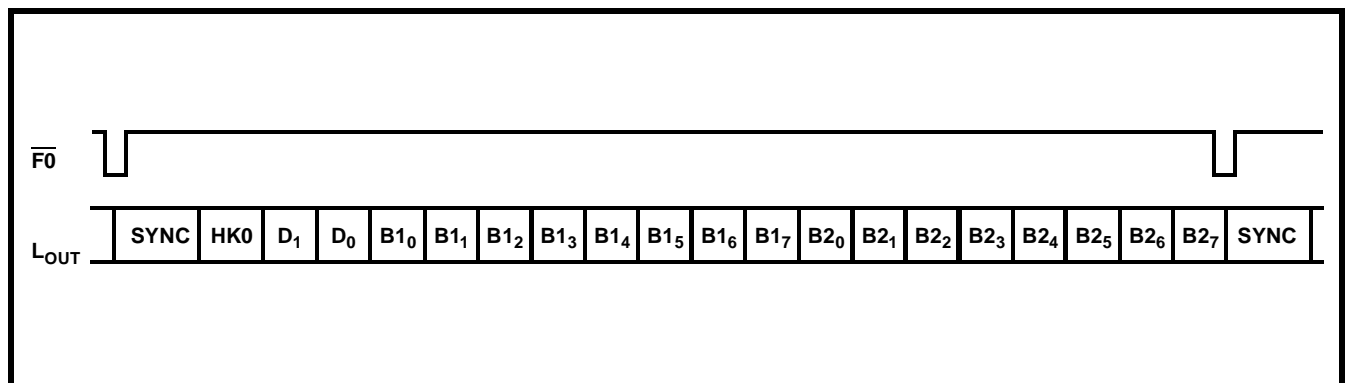 F0
L_OUT SYNC HK0 D₁ D₀ B1₀ B1₁ B1₂ B1₃ B1₄ B1₅ B1₆ B1₇ B2₀ B2₁ B2₂ B2₃ B2₄ B2₅ B2₆ B2₇ SYNC